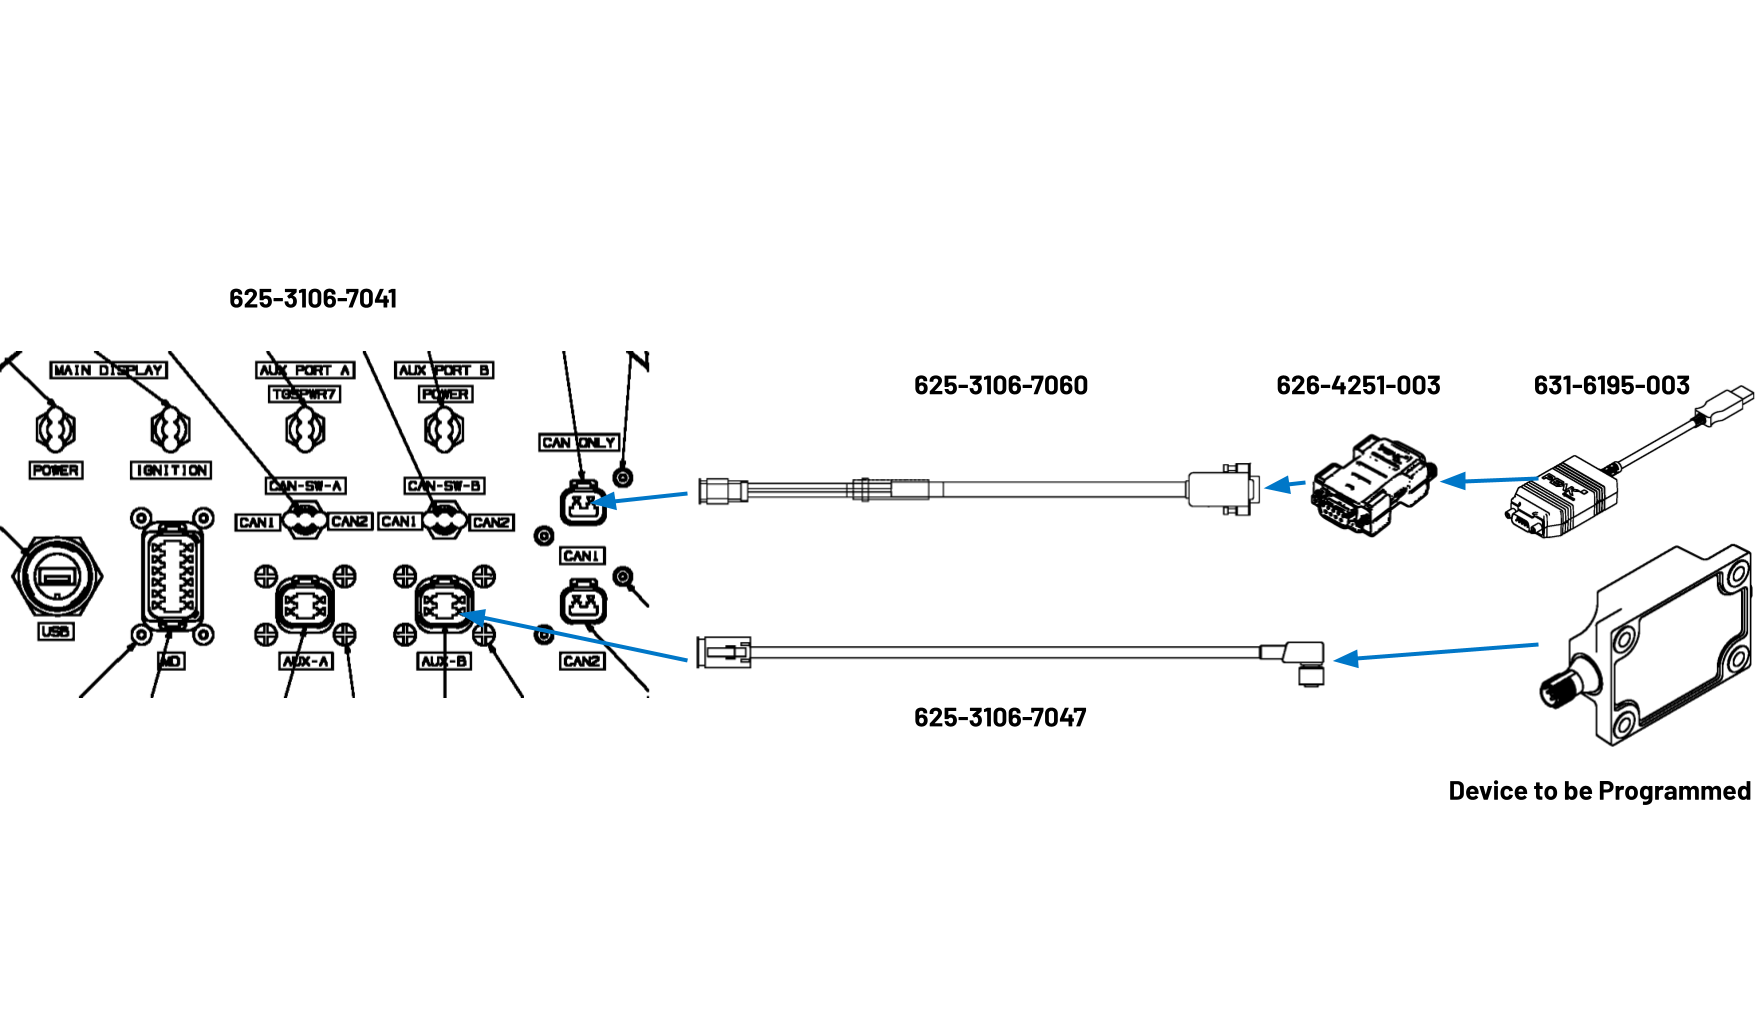 625-3106-7041
MAIN DISPLAY
AUX PORT A
AUX PORT B
625-3106-7060
626-4251-003
631-6195-003
POWER
CAN ONLY
POWER
IGNITION
CAN-SW-A
CAN-SW-B
CAN1
CAN2
CAN1
CAN2
CAN1
USB
MD
AUX-A
AUX-B
CAN2
625-3106-7047
Device to be Programmed